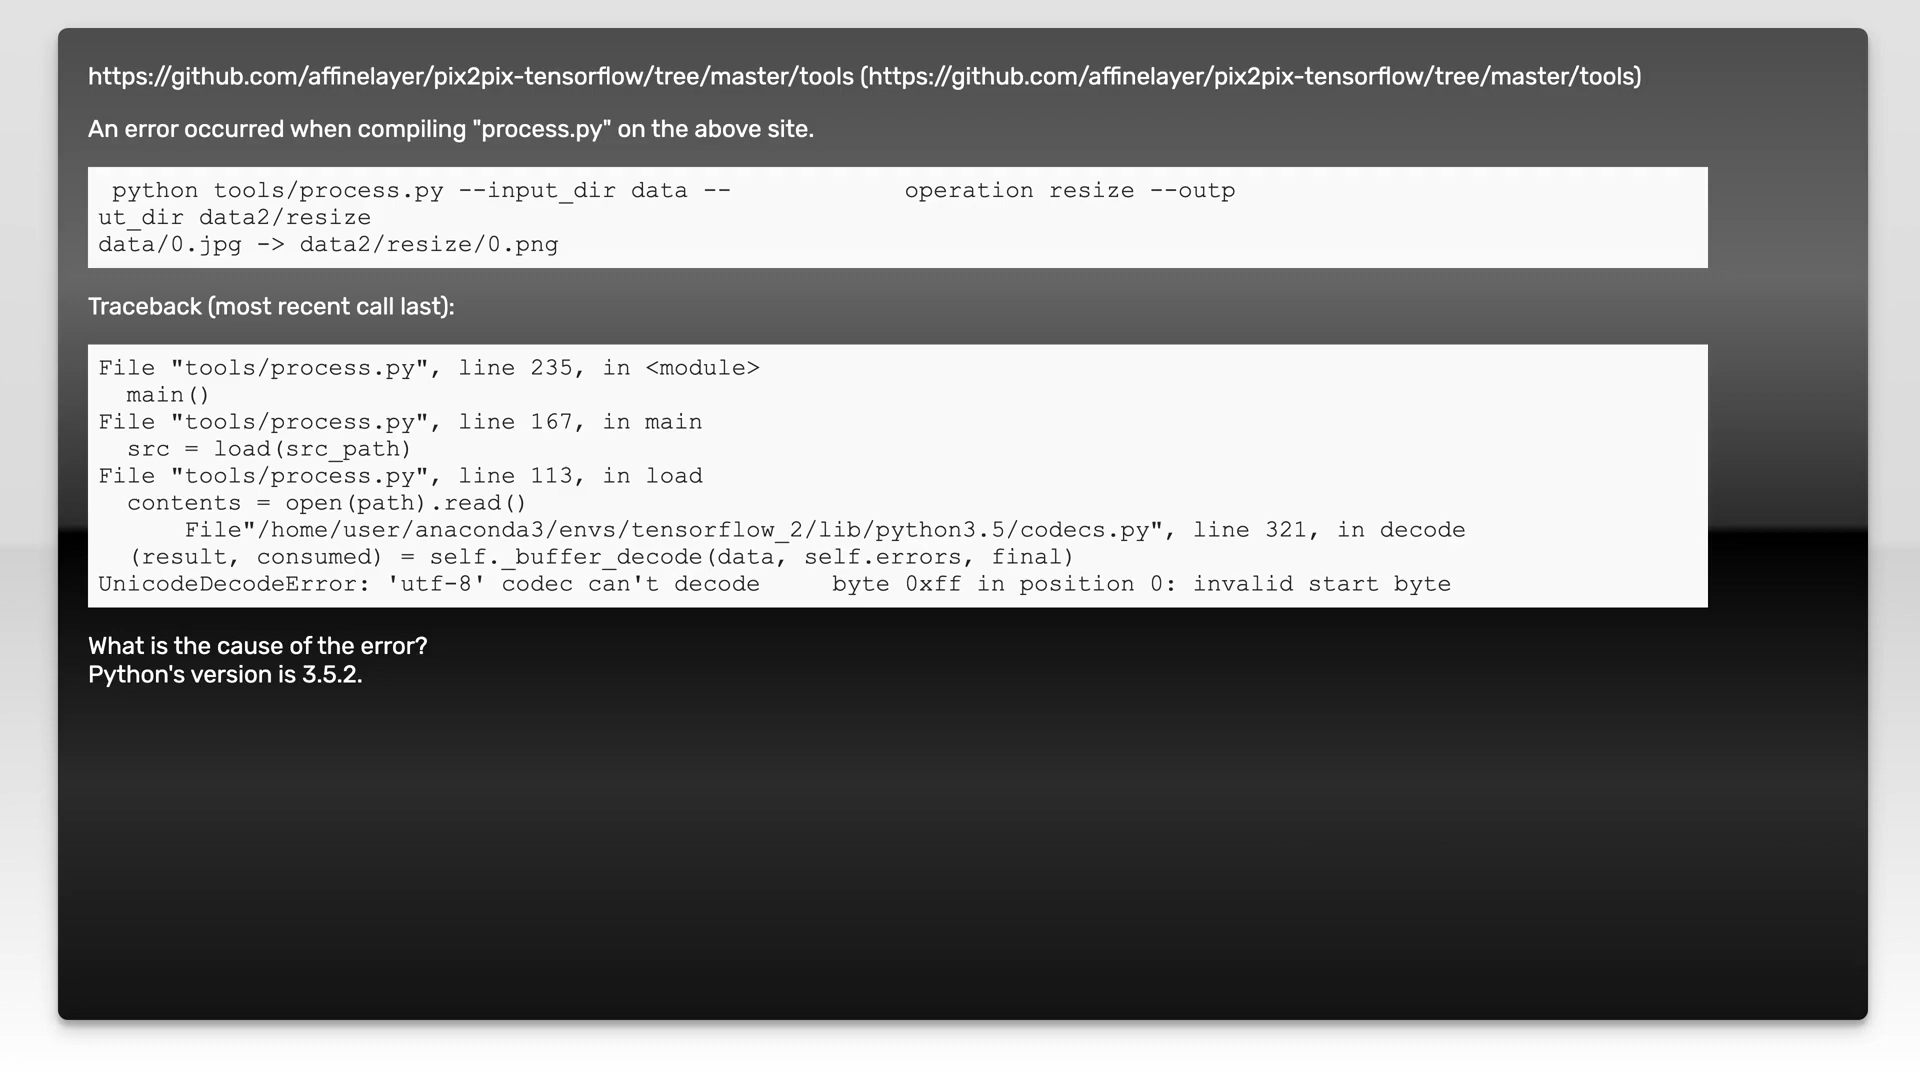 https://github.com/affinelayer/pix2pix-tensorflow/tree/master/tools (https://github.com/affinelayer/pix2pix-tensorflow/tree/master/tools)
An error occurred when compiling "process.py" on the above site.
python tools/process.py --input_dir data -- operation resize --outp
ut_dir data2/resize
data/0.jpg -> data2/resize/0.png
Traceback (most recent call last):
File "tools/process.py", line 235, in <module>
main()
File "tools/process.py", line 167, in main
src = load(src_path)
File "tools/process.py", line 113, in load
contents = open(path).read()
File"/home/user/anaconda3/envs/tensorflow_2/lib/python3.5/codecs.py", line 321, in decode
(result, consumed) = self._buffer_decode(data, self.errors, final)
UnicodeDecodeError: 'utf-8' codec can't decode byte 0xff in position 0: invalid start byte
What is the cause of the error?
Python's version is 3.5.2.